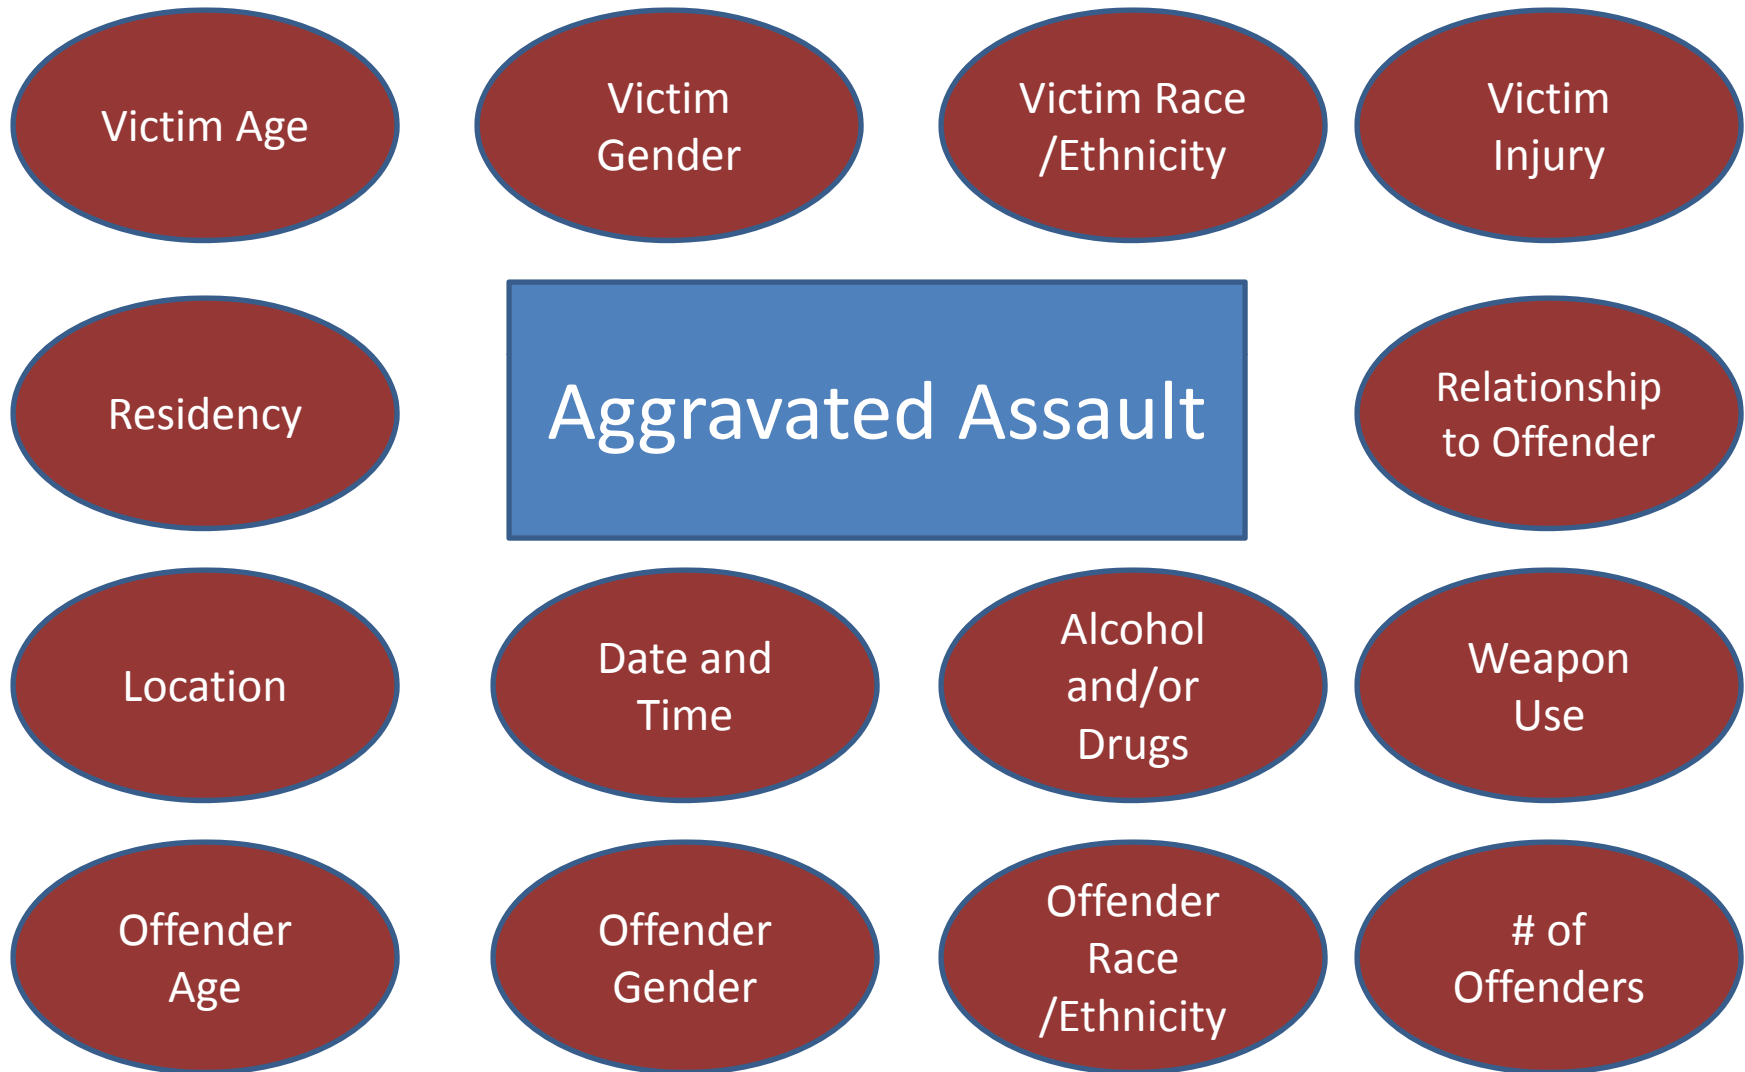 Victim Age
Victim
Gender
Victim Race
/Ethnicity
Victim
Injury
Residency
Aggravated Assault
Relationship
to Offender
Location
Date and
Time
Alcohol
and/or
Drugs
Weapon
Use
Offender
Age
Offender
Gender
Offender
Race
/Ethnicity
# of
Offenders